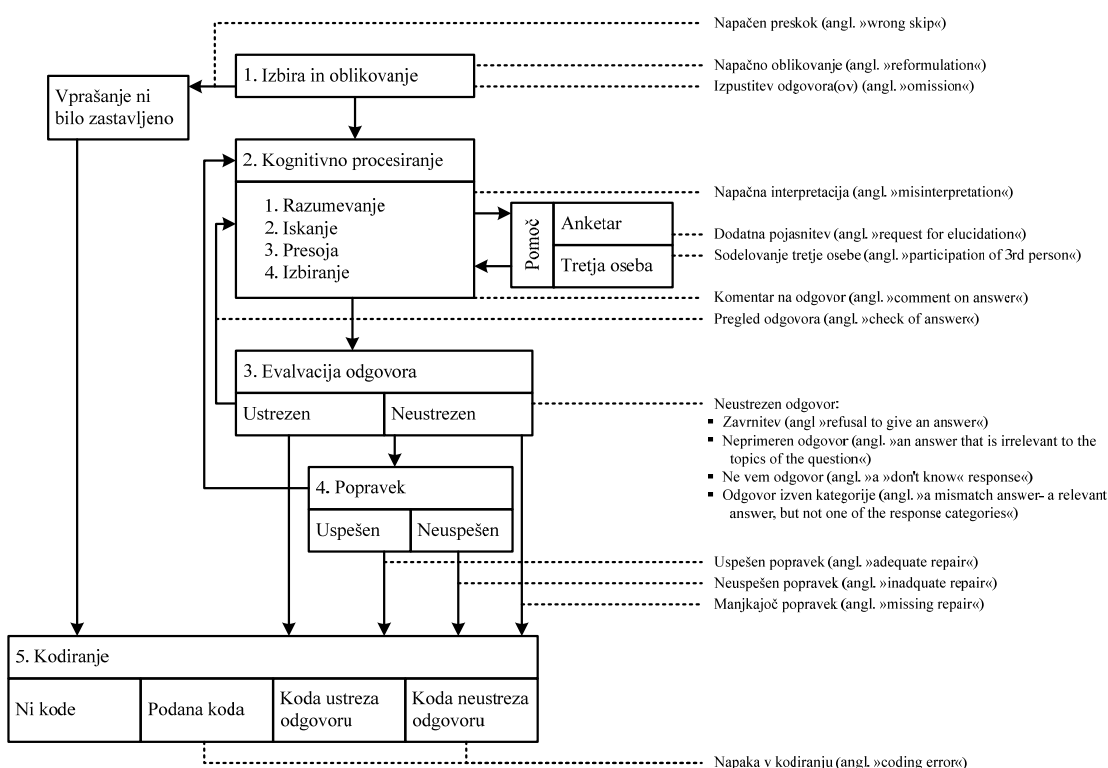 Napačen preskok (angl. »wrong skip«)
1. Izbira in oblikovanje
Napačno oblikovanje (angl. »reformulation«)
Izpustitev odgovora(ov) (angl. »omission«)
Vprašanje ni
bilo zastavljeno
2. Kognitivno procesiranje
1. Razumevanje
2. Iskanje
3. Presoja
4. Izbiranje
Pomoč
Anketar
Tretja oseba
Napačna interpretacija (angl. »misinterpretation«)
Dodatna pojasnitev (angl. »request for elucidation«)
Sodelovanje tretje osebe (angl. »participation of 3rd person«)
Komentar na odgovor (angl. »comment on answer«)
Pregled odgovora (angl. »check of answer«)
3. Evalvacija odgovora
Ustrezen
Neustrezen
Neustrezen odgovor:
▪ Zavrnitev (angl »refusal to give an answer«)
▪ Neprimeren odgovor (angl. »an answer that is irrelevant to the
topics of the question«)
▪ Ne vem odgovor (angl. »a »don't know« response«)
▪ Odgovor izven kategorije (angl. »a mismatch answer- a relevant
answer, but not one of the response categories«)
4. Popravek
Uspešen
Neuspešen
Uspešen popravek (angl. »adequate repair«)
Neuspešen popravek (angl. »inadquate repair«)
Manjkajoč popravek (angl. »missing repair«)
5. Kodiranje
Ni kode
Podana koda
Koda ustreza
odgovoru
Koda neustreza
odgovoru
Napaka v kodiranju (angl. »coding error«)